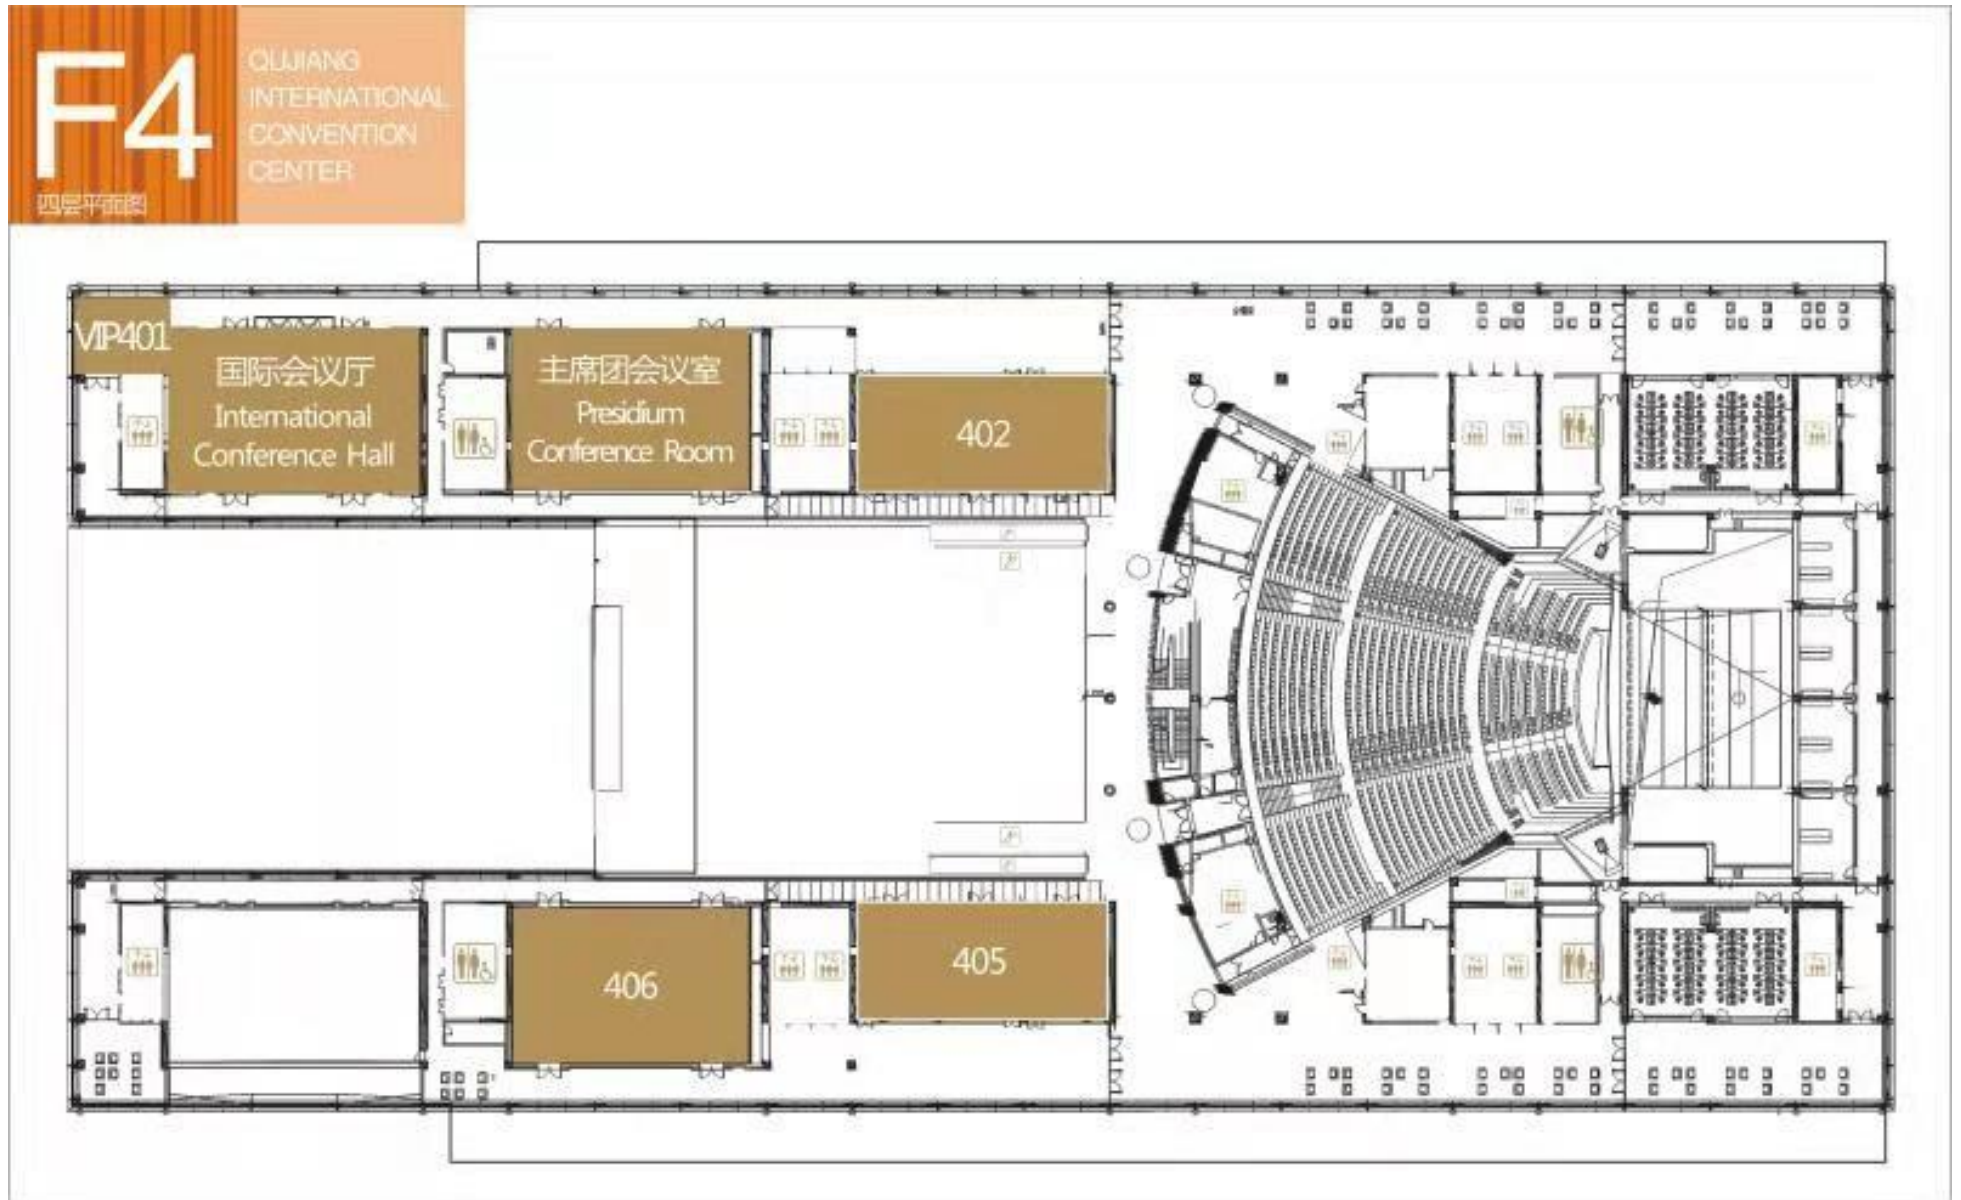 F4
四层平面图
QUJIANG
INTERNATIONAL
CONVENTION
CENTER
VIP401
国际会议厅
International
Conference Hall
主席团会议室
Presidium
Conference Room
402
406
405